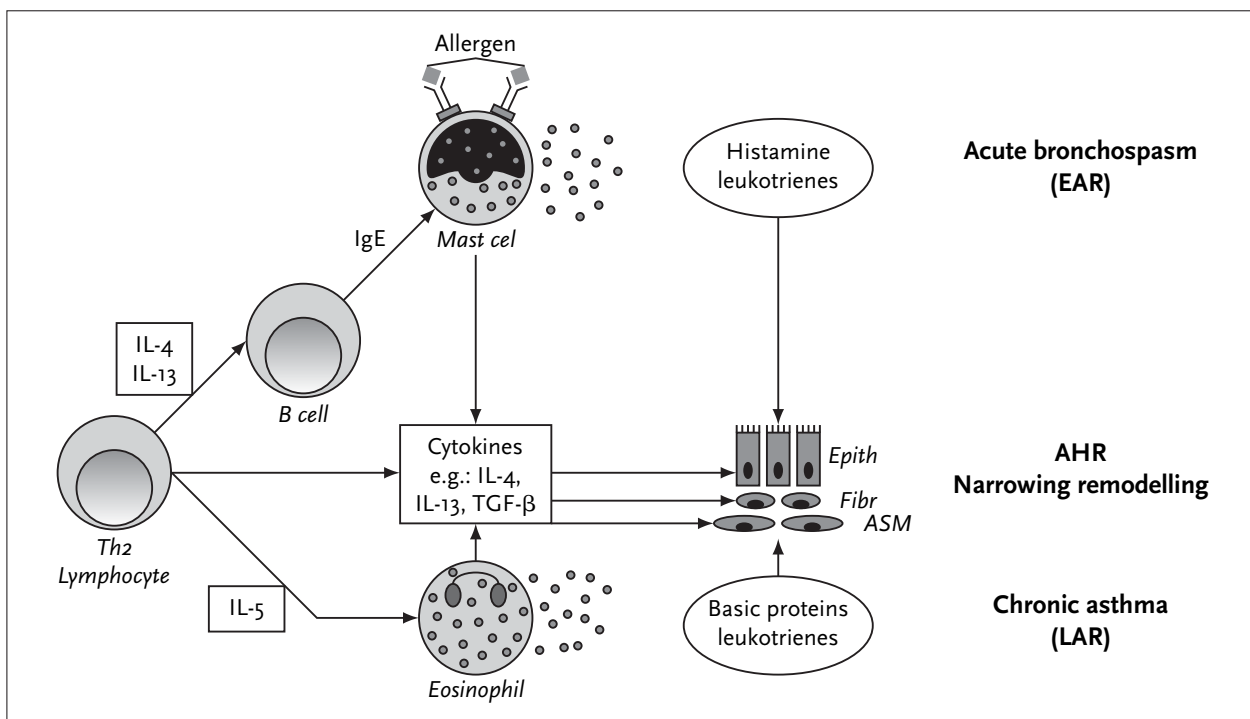 Allergen
Histamine
leukotrienes
Acute bronchospasm
(EAR)
IgE
Mast cel
IL-4
IL-13
B cell
Cytokines
e.g.: IL-4,
IL-13, TGF-β
Epith
Fibr
ASM
AHR
Narrowing remodelling
Th2
Lymphocyte
IL-5
Eosinophil
Basic proteins
leukotrienes
Chronic asthma
(LAR)